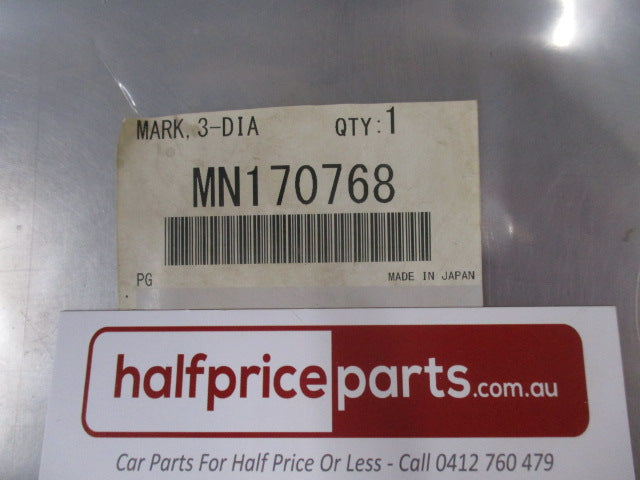 MARK, 3-DIA QTY:1
MN170768
PG MADE IN JAPAN
halfpriceparts.com.au
Car Parts For Half Price Or Less - Call 0412 760 479